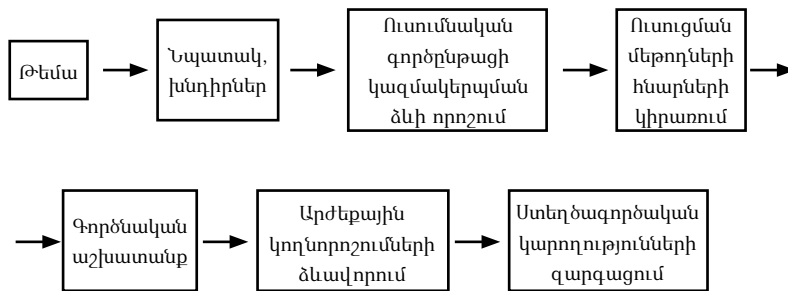 Թեմա
Նպատակ,
խնդիրներ
Ուսումնական
գործընթացի
կազմակերպման
ձևի որոշում
Ուսուցման
մեթոդների
հնարների
կիրառում
Գործնական
աշխատանք
Արժեքային
կողնորոշումների
ձևավորում
Ստեղծագործական
կարողությունների
զարգացում